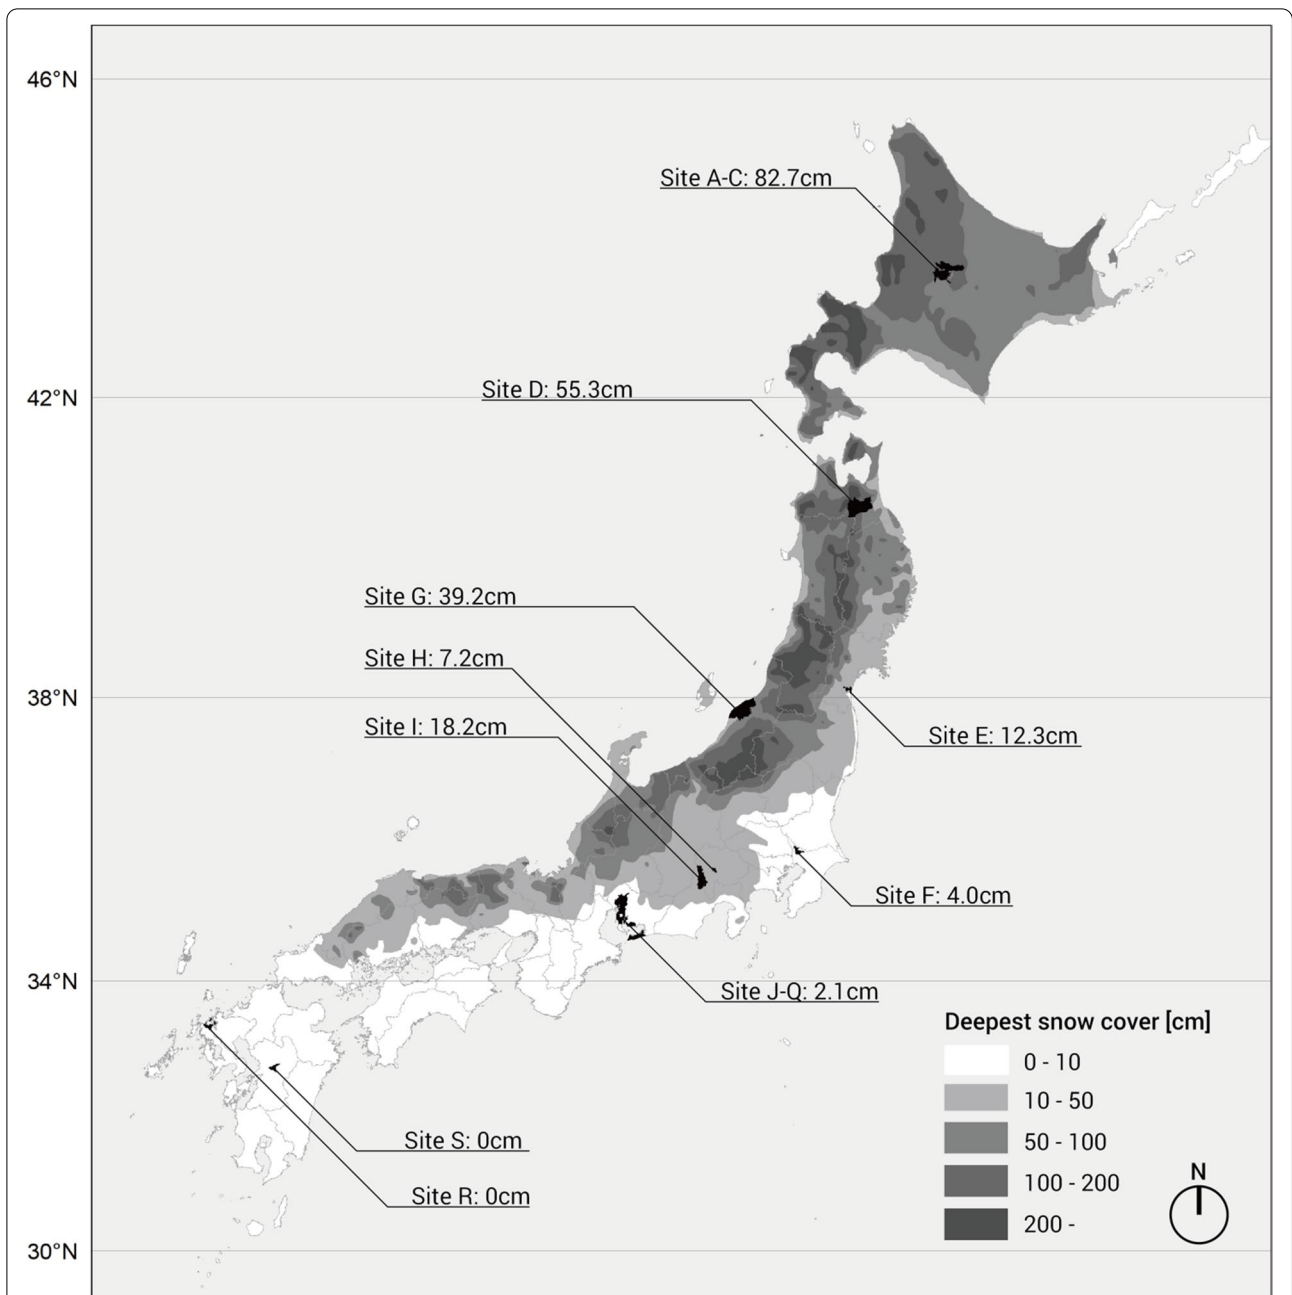 46°N
Site A-C: 82.7cm
42°N
Site D: 55.3cm
Site G: 39.2cm
Site H: 7.2cm
38°N
Site I: 18.2cm
Site E: 12.3cm
Site F: 4.0cm
34°N
Site J-Q: 2.1cm
Deepest snow cover [cm]
0 - 10
10 - 50
50 - 100
100 - 200
200 -
N
Site S: 0cm
Site R: 0cm
30°N